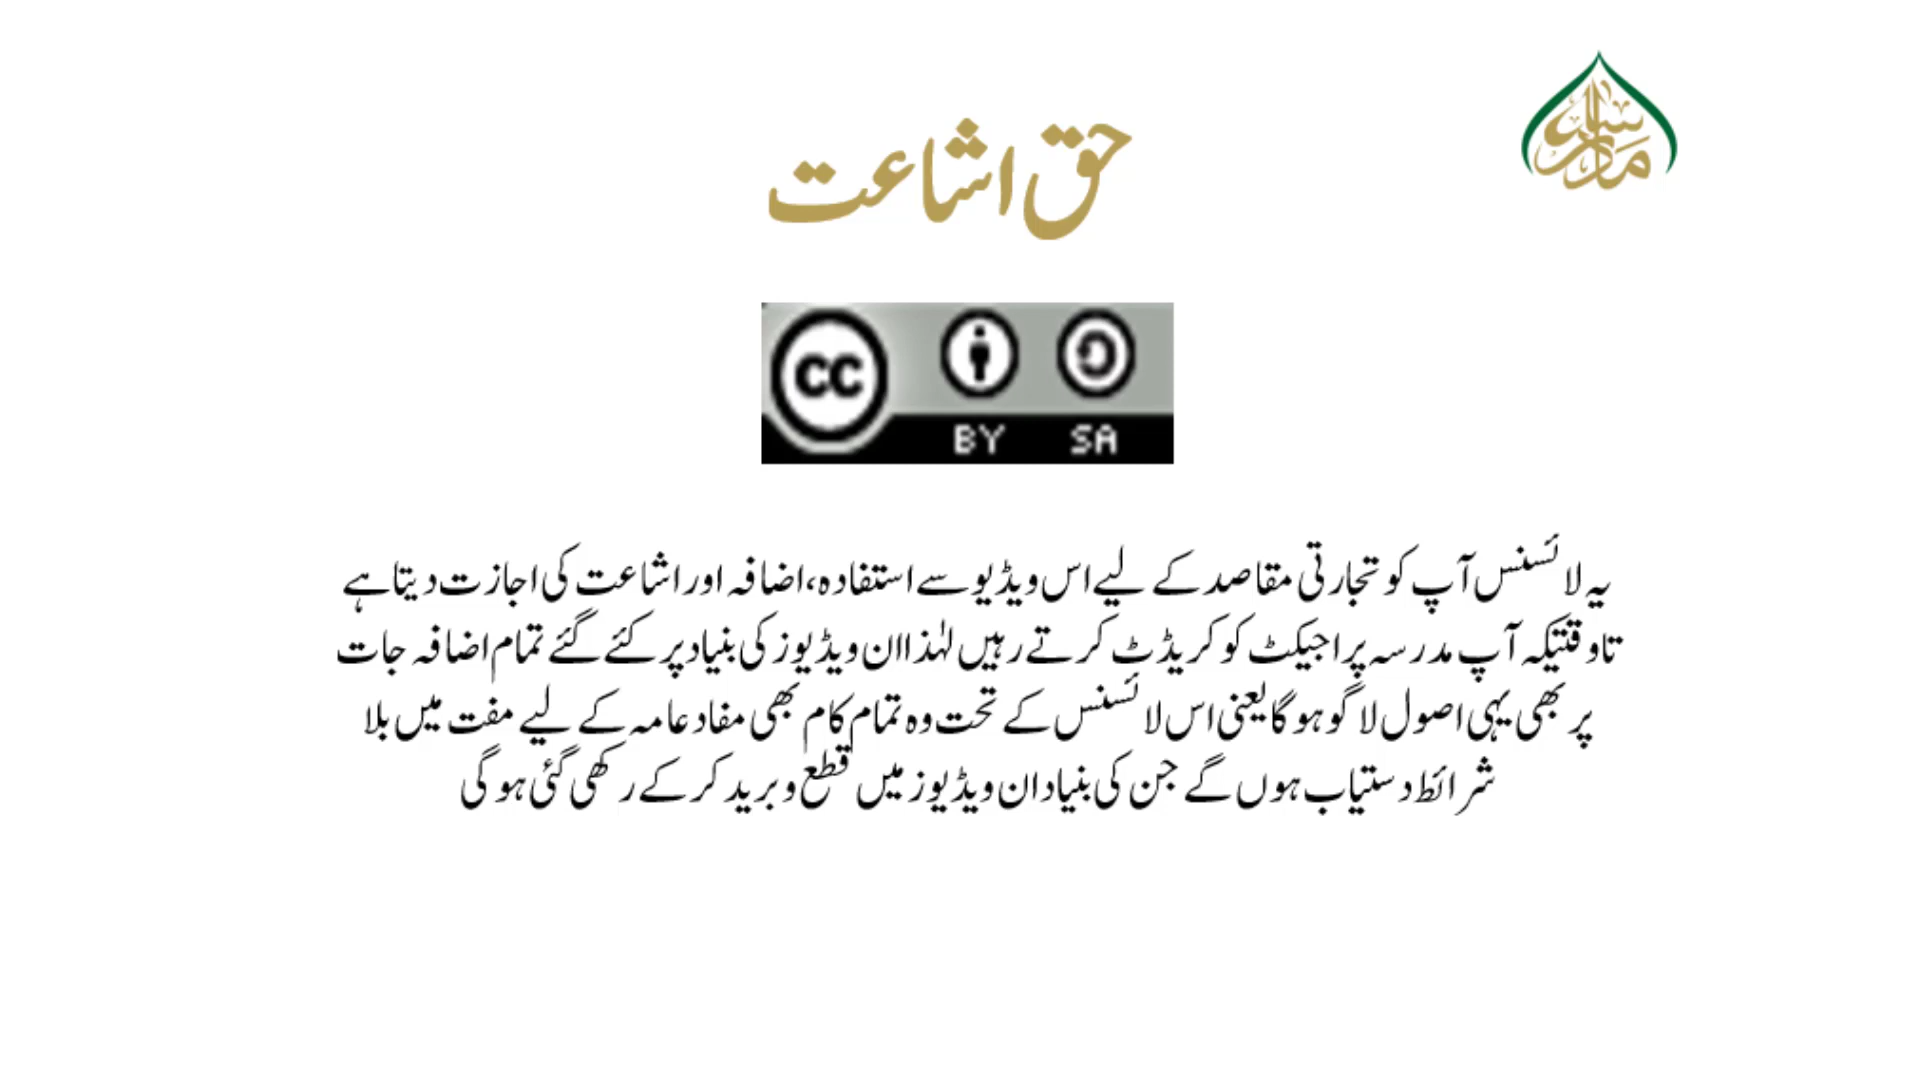 مدرسہ
حق اشاعت
CC BY SA
یہ لائسنس آپ کو تجارتی مقاصد کے لیے اس ویڈیو سے استفادہ، اضافہ اور اشاعت کی اجازت دیتا ہے
تاوقتیکہ آپ مدرسہ پراجیکٹ کو کریڈٹ کرتے رہیں لہٰذا ان ویڈیوز کی بنیاد پر کئے گئے تمام اضافہ جات
پر بھی یہی اصول لاگو ہوگا یعنی اس لائسنس کے تحت وہ تمام کام بھی مفاد عامہ کے لیے مفت میں بلا
شرائط دستیاب ہوں گے جن کی بنیاد ان ویڈیوز میں قطع و برید کرکے رکھی گئی ہوگی